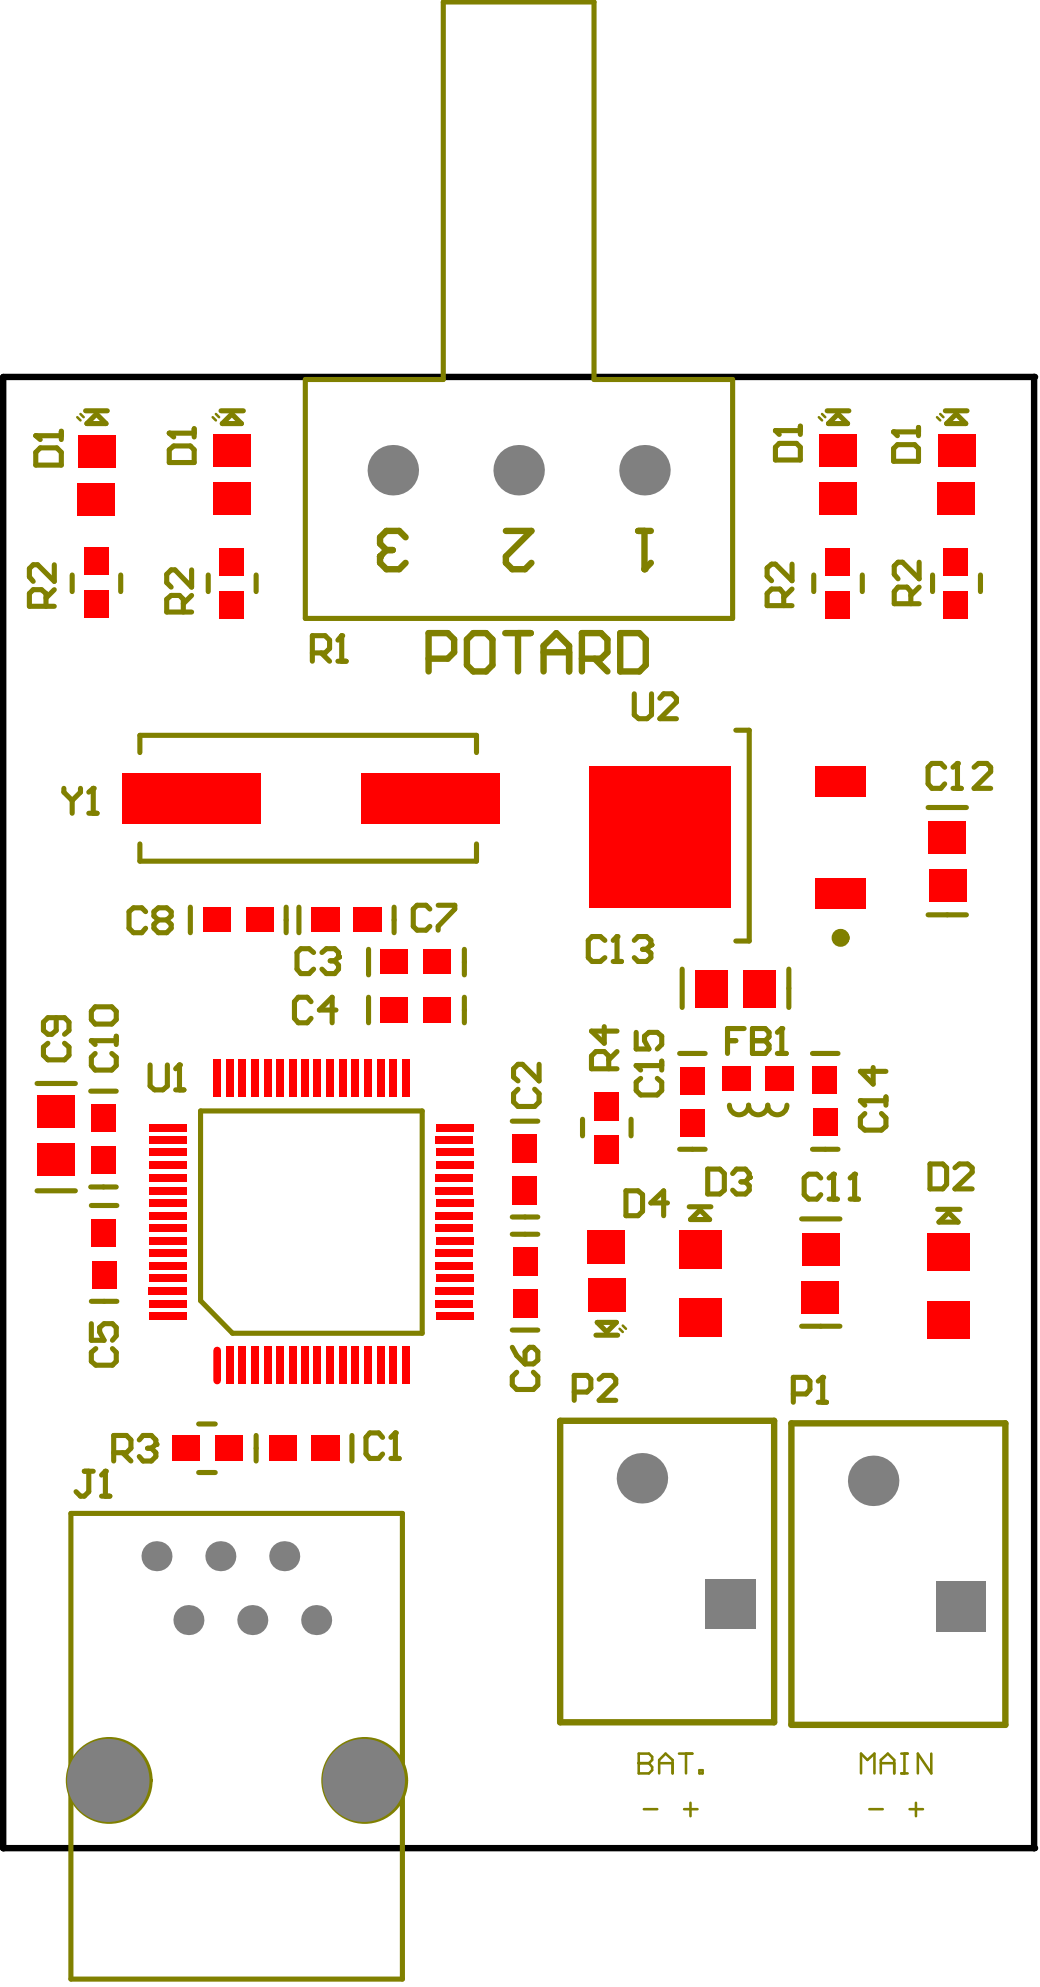 D1
D1
D1
D1
3 2 1
R2
R2
R2
R2
R1
POTARD
U2
Y1
C12
C8
C7
C3
C13
C4
C9
C10
U1
C2
R4
C15
FB1
C14
D4
D3
C11
D2
C5
C6
P2
P1
R3
C1
J1
BAT.
MAIN
- +
- +